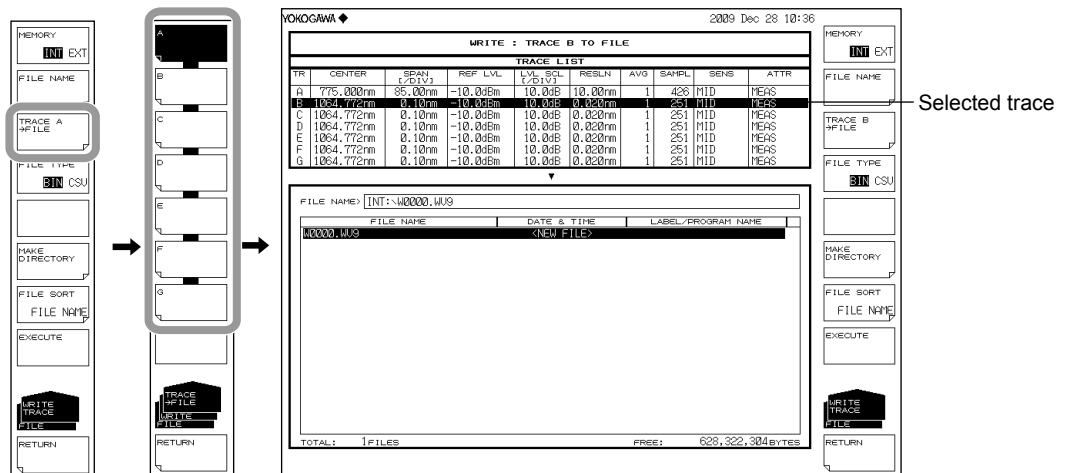 MEMORY
INT EXT
FILE NAME
TRACE A
→FILE
FILE TYPE
BIN CSV
MAKE
DIRECTORY
FILE SORT
FILE NAME
EXECUTE
WRITE
TRACE
FILE
RETURN
A
B
C
D
E
F
G
TRACE
→FILE
WRITE
FILE
RETURN
YOKOGAWA ◆ 2009 Dec 28 10:36
WRITE : TRACE B TO FILE
TRACE LIST
TR CENTER SPAN [/DIV] REF LVL LVL SCL [/DIV] RESLN AVG SAMPL SENS ATTR
A 775.000nm 85.00nm -10.0dBm 10.0dB 10.00nm 1 426 MID MEAS
B 1064.772nm 0.10nm -10.0dBm 10.0dB 0.020nm 1 251 MID MEAS
C 1064.772nm 0.10nm -10.0dBm 10.0dB 0.020nm 1 251 MID MEAS
D 1064.772nm 0.10nm -10.0dBm 10.0dB 0.020nm 1 251 MID MEAS
E 1064.772nm 0.10nm -10.0dBm 10.0dB 0.020nm 1 251 MID MEAS
F 1064.772nm 0.10nm -10.0dBm 10.0dB 0.020nm 1 251 MID MEAS
G 1064.772nm 0.10nm -10.0dBm 10.0dB 0.020nm 1 251 MID MEAS
FILE NAME> INT:\W0000.WV9
FILE NAME DATE & TIME LABEL/PROGRAM NAME
W0000.WV9 <NEW FILE>
TOTAL: 1FILES FREE: 628,322,304BYTES
MEMORY
INT EXT
FILE NAME
TRACE B
→FILE
FILE TYPE
BIN CSV
MAKE
DIRECTORY
FILE SORT
FILE NAME
EXECUTE
WRITE
TRACE
FILE
RETURN
Selected trace